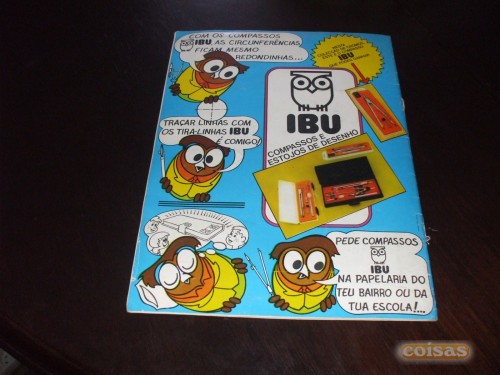 COM OS COMPASSOS
IBU, AS CIRCUNFERÊNCIAS
FICAM MESMO
REDONDINHAS...
IBU
TRAÇAR LINHAS COM
OS TIRA-LINHAS IBU
É COMIGO!
IBU
COMPASSOS E
ESTOJOS DE DESENHO
PEDE COMPASSOS
IBU
NA PAPELARIA DO
TEU BAIRRO OU DA
TUA ESCOLA!...
coisas